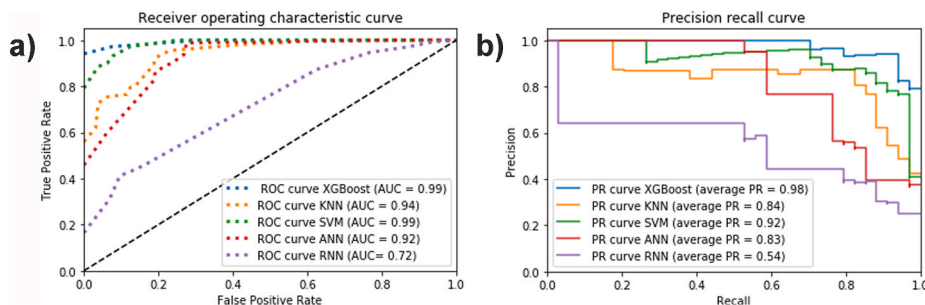 a)
Receiver operating characteristic curve
True Positive Rate
1.0
0.8
0.6
0.4
0.2
0.0
ROC curve XGBoost (AUC = 0.99)
ROC curve KNN (AUC = 0.94)
ROC curve SVM (AUC = 0.99)
ROC curve ANN (AUC = 0.92)
ROC curve RNN (AUC= 0.72)
0.0 0.2 0.4 0.6 0.8 1.0
False Positive Rate
b)
Precision recall curve
Precision
1.0
0.8
0.6
0.4
0.2
0.0
PR curve XGBoost (average PR = 0.98)
PR curve KNN (average PR = 0.84)
PR curve SVM (average PR = 0.92)
PR curve ANN (average PR = 0.83)
PR curve RNN (average PR = 0.54)
0.0 0.2 0.4 0.6 0.8 1.0
Recall